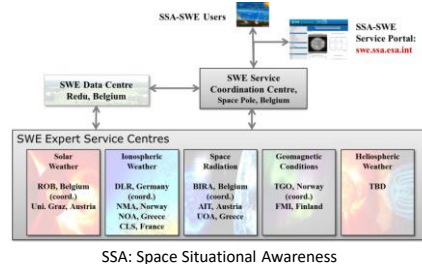 SSA-SWE Users
SSA-SWE
Service Portal:
swe.ssa.esa.int
SWE Data Centre
Redu, Belgium
SWE Service
Coordination Centre,
Space Pole, Belgium
SWE Expert Service Centres
Solar
Weather
ROB, Belgium
(coord.)
Uni. Graz, Austria
Ionospheric
Weather
DLR, Germany
(coord.)
NMA, Norway
NOA, Greece
CLS, France
Space
Radiation
BIRA, Belgium
(coord.)
AIT, Austria
UOA, Greece
Geomagnetic
Conditions
TGO, Norway
(coord.)
FMI, Finland
Heliospheric
Weather
TBD
SSA: Space Situational Awareness